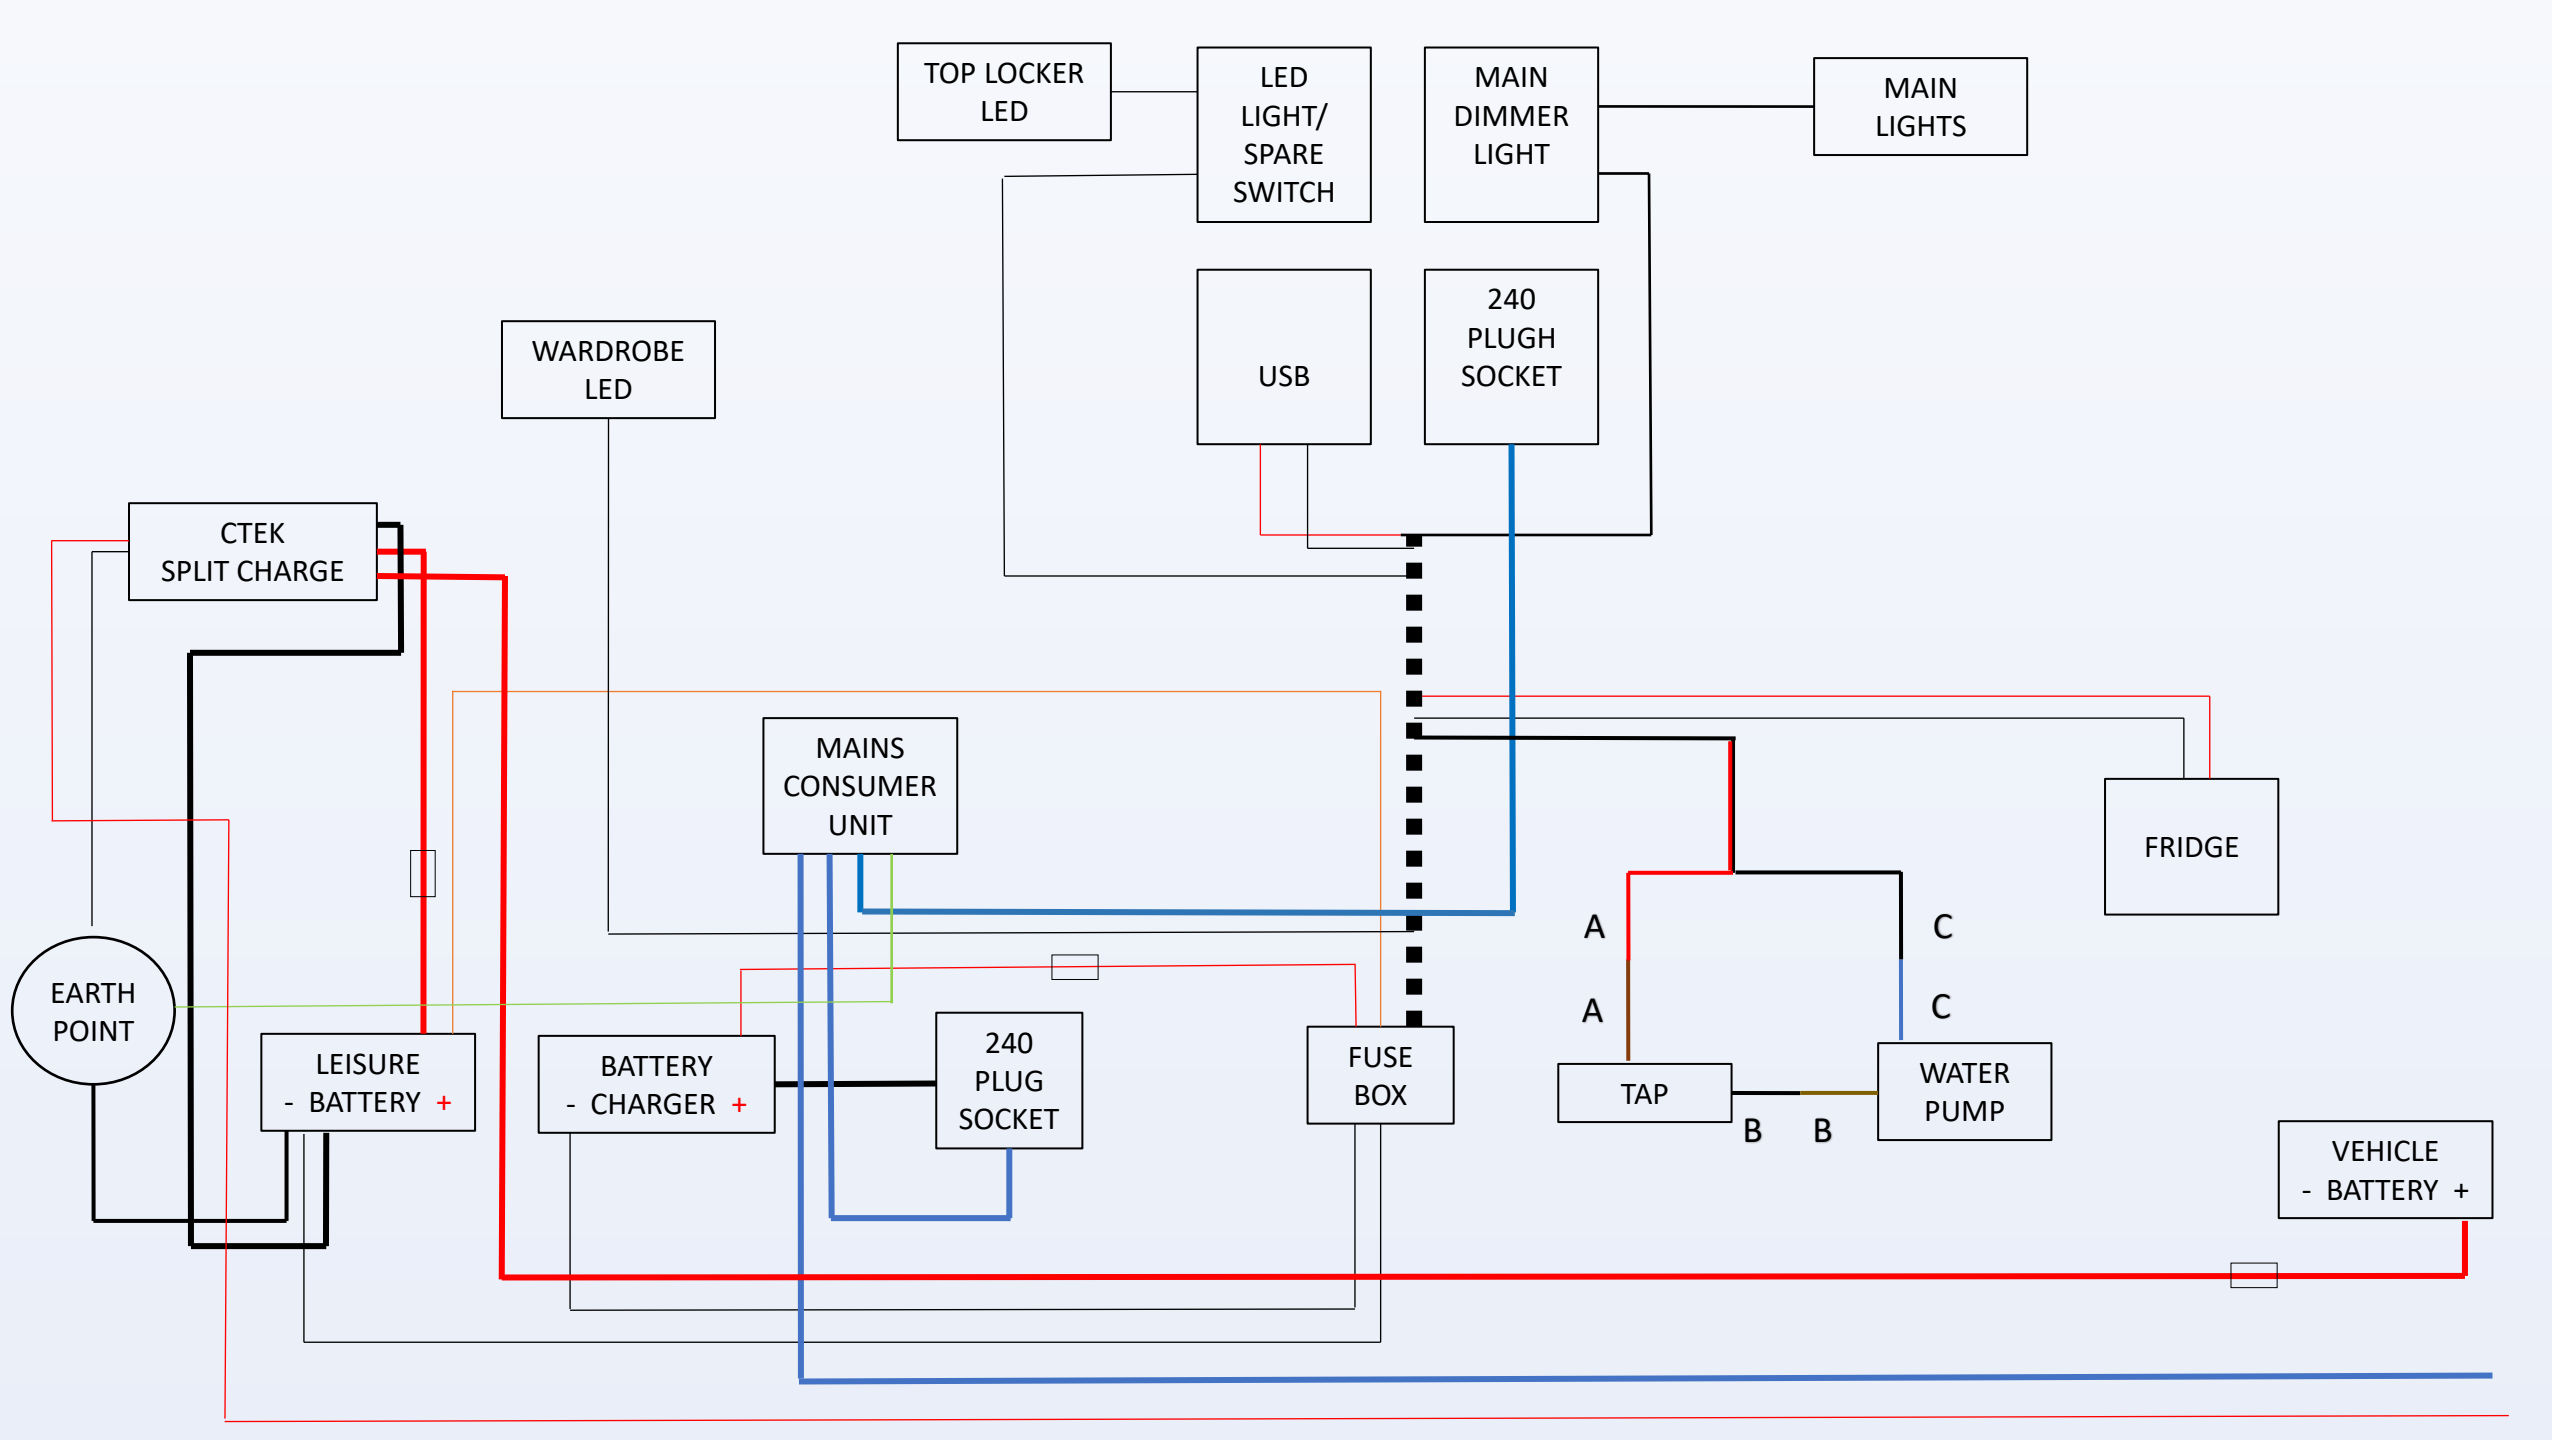 TOP LOCKER
LED
LED
LIGHT/
SPARE
SWITCH
MAIN
DIMMER
LIGHT
MAIN
LIGHTS
USB
240
PLUGH
SOCKET
WARDROBE
LED
CTEK
SPLIT CHARGE
MAINS
CONSUMER
UNIT
FRIDGE
A
C
A
C
EARTH
POINT
LEISURE
- BATTERY +
BATTERY
- CHARGER +
240
PLUG
SOCKET
FUSE
BOX
TAP
B
B
WATER
PUMP
VEHICLE
- BATTERY +